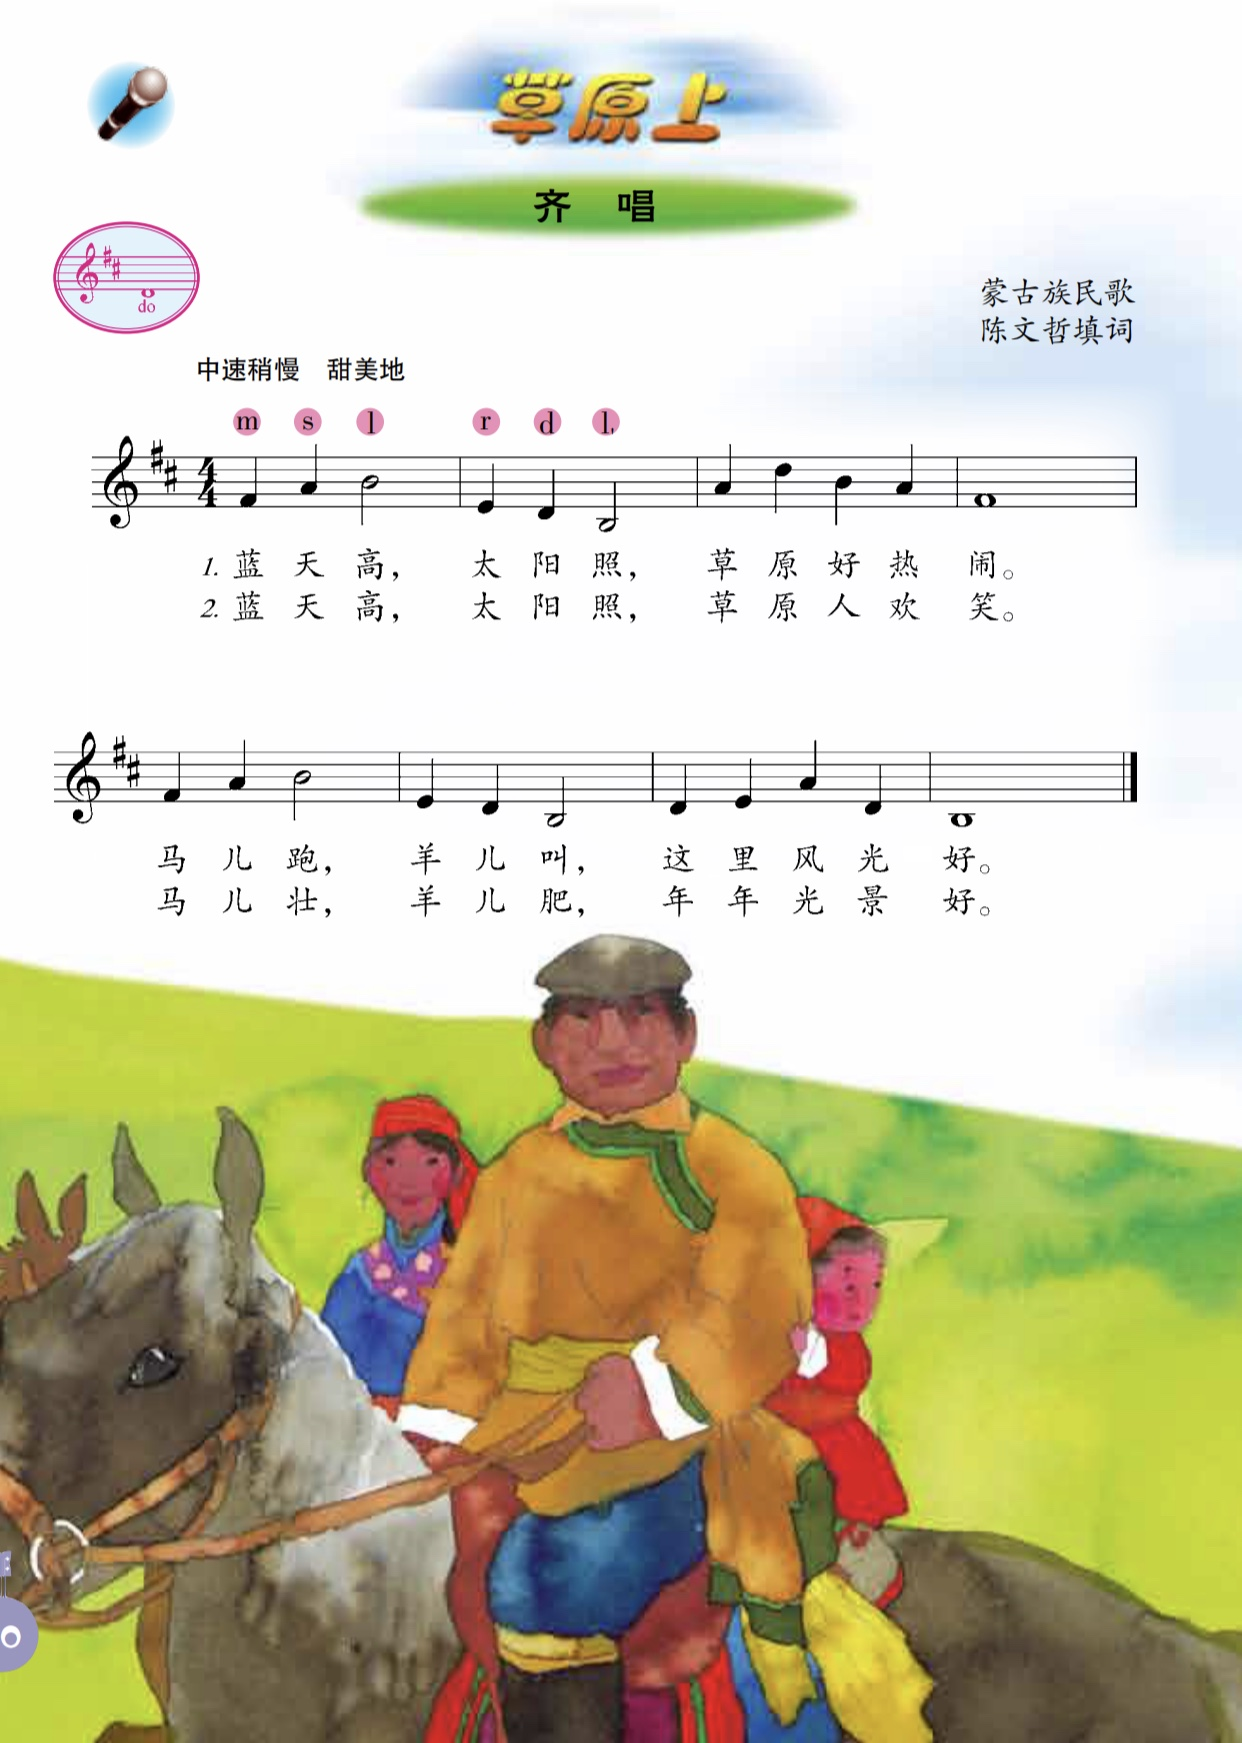 草原上
齐 唱
do
蒙古族民歌
陈文哲填词
中速稍慢 甜美地
m s l r d l,
4
4
1. 蓝 天 高， 太 阳 照， 草 原 好 热 闹。
2. 蓝 天 高， 太 阳 照， 草 原 人 欢 笑。
马 儿 跑， 羊 儿 叫， 这 里 风 光 好。
马 儿 壮， 羊 儿 肥， 年 年 光 景 好。